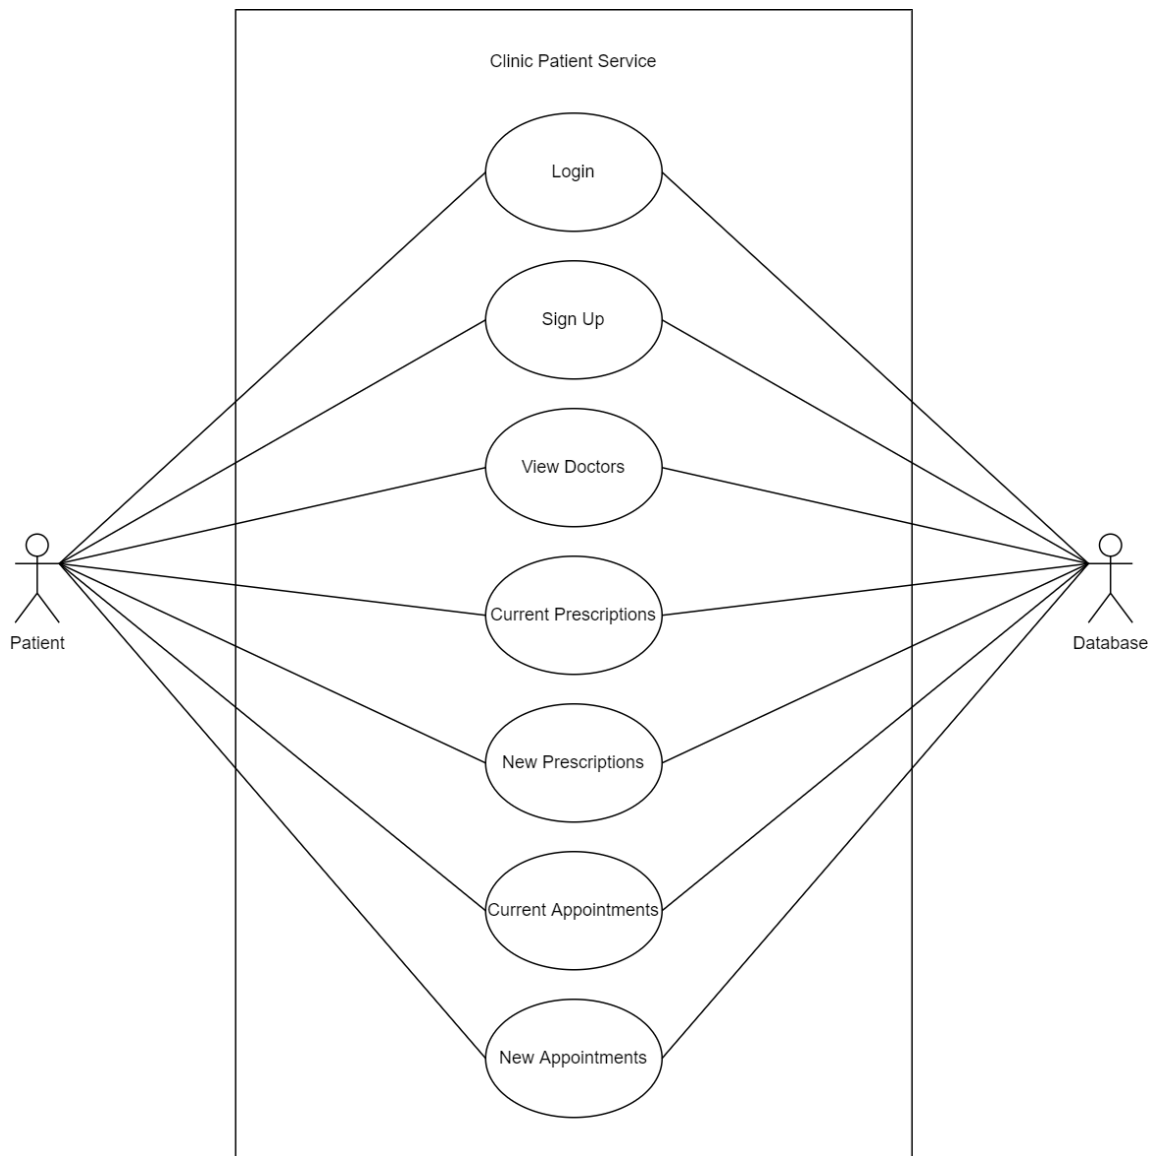 Clinic Patient Service
Login
Sign Up
View Doctors
Current Prescriptions
Patient
Database
New Prescriptions
Current Appointments
New Appointments